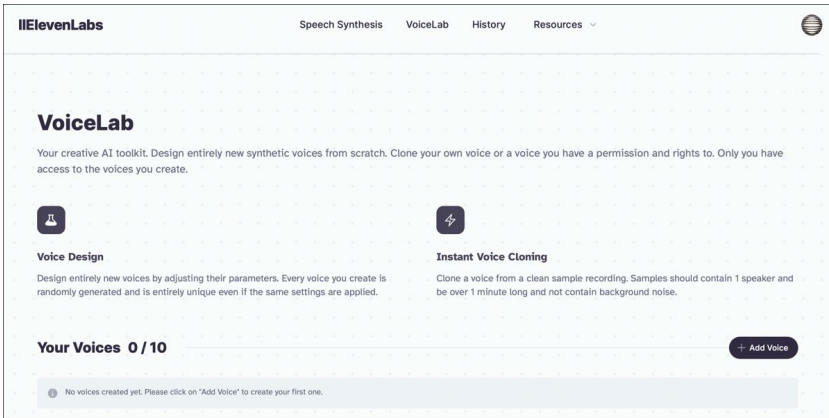 IIElevenLabs
Speech Synthesis VoiceLab History Resources
VoiceLab
Your creative AI toolkit. Design entirely new synthetic voices from scratch. Clone your own voice or a voice you have a permission and rights to. Only you have
access to the voices you create.
Voice Design
Design entirely new voices by adjusting their parameters. Every voice you create is
randomly generated and is entirely unique even if the same settings are applied.
Instant Voice Cloning
Clone a voice from a clean sample recording. Samples should contain 1 speaker and
be over 1 minute long and not contain background noise.
Your Voices 0 / 10
+ Add Voice
No voices created yet. Please click on "Add Voice" to create your first one.